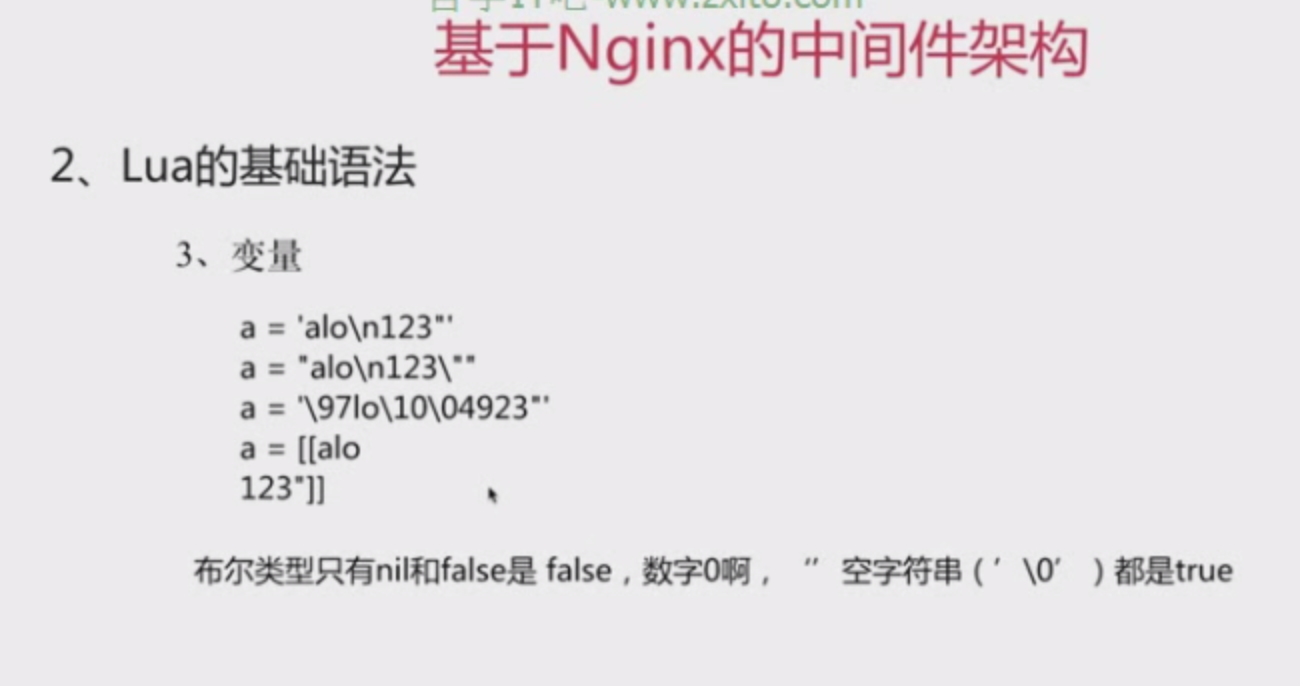 www.zxit8.com
基于Nginx的中间件架构
2、Lua的基础语法
3、变量
a = 'alo\n123"'
a = "alo\n123\""
a = '\97lo\10\04923"'
a = [[alo
123"]]
布尔类型只有nil和false是 false，数字0啊， ″ 空字符串（′ \0′ ）都是true